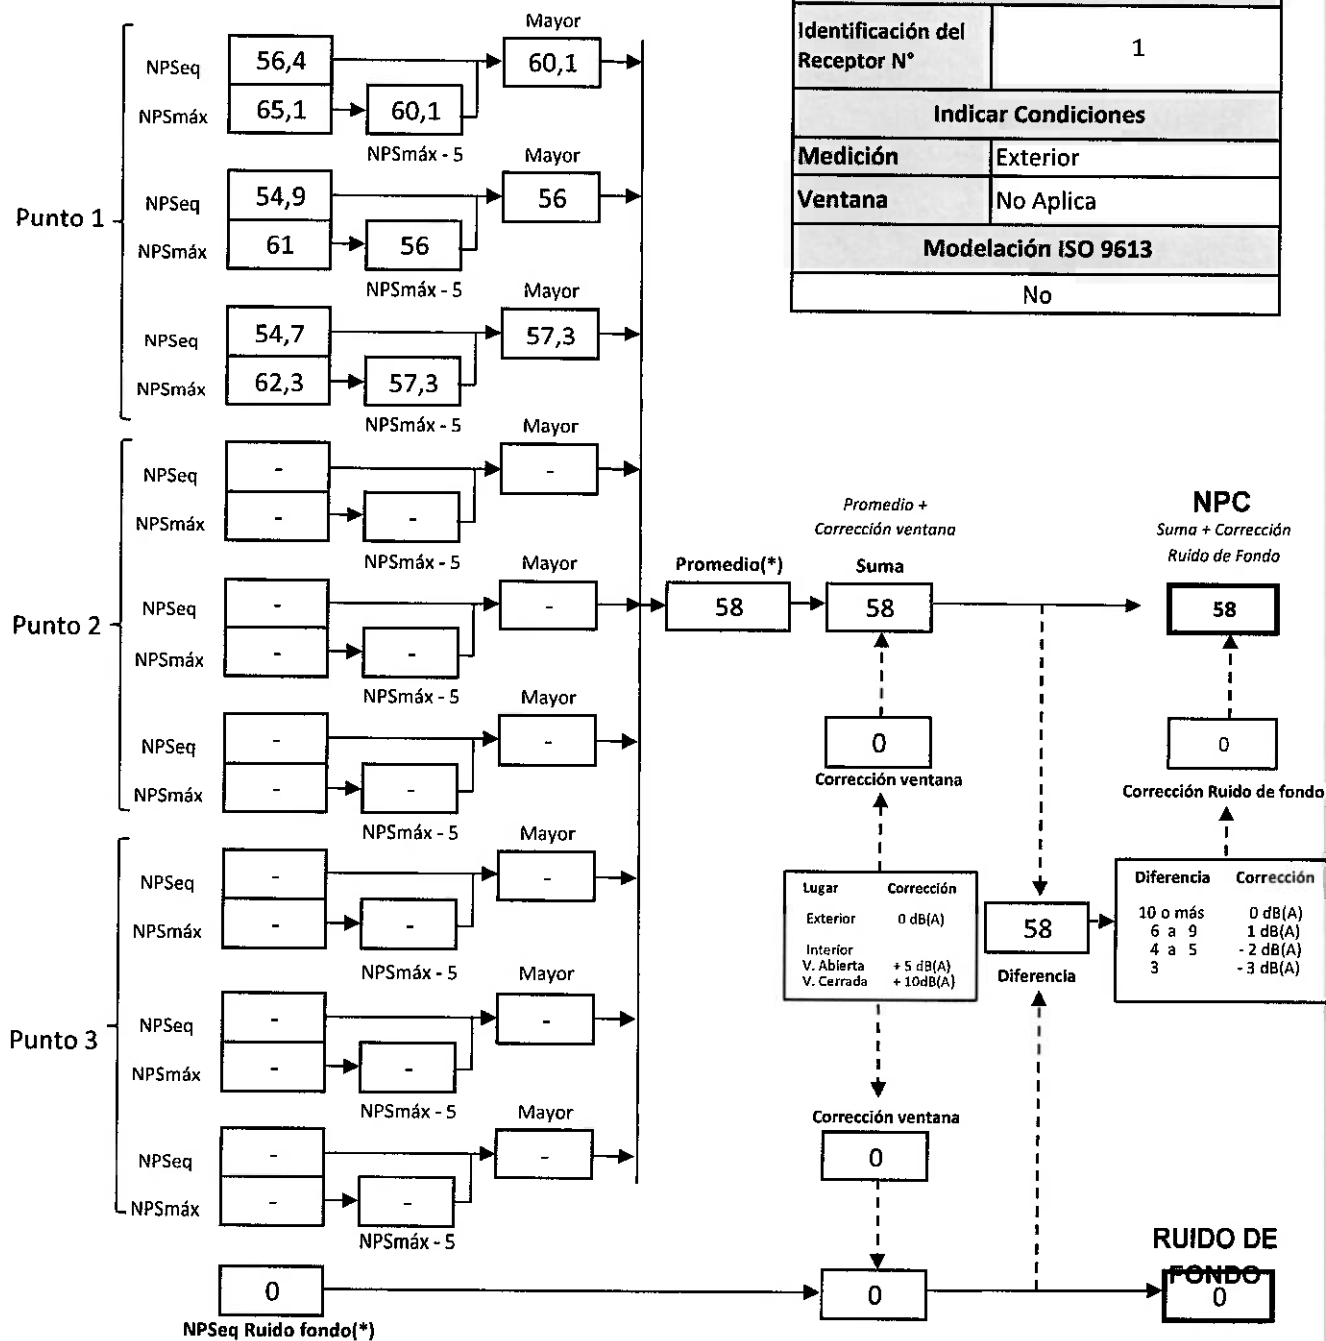 Identificación del
Receptor N°
1
Indicar Condiciones
Medición Exterior
Ventana No Aplica
Modelación ISO 9613
No
Punto 1
Mayor
NPSeq 56,4 60,1
NPSmáx 65,1 60,1
NPSmáx - 5
Mayor
NPSeq 54,9 56
NPSmáx 61 56
NPSmáx - 5
Mayor
NPSeq 54,7 57,3
NPSmáx 62,3 57,3
NPSmáx - 5
Punto 2
Mayor
NPSeq - -
NPSmáx - -
NPSmáx - 5
Mayor
NPSeq - -
NPSmáx - -
NPSmáx - 5
Mayor
NPSeq - -
NPSmáx - -
NPSmáx - 5
Punto 3
Mayor
NPSeq - -
NPSmáx - -
NPSmáx - 5
Mayor
NPSeq - -
NPSmáx - -
NPSmáx - 5
Mayor
NPSeq - -
NPSmáx - -
NPSmáx - 5
0
NPSeq Ruido fondo(*)
Promedio(*)
58
Promedio +
Corrección ventana
Suma
58
0
Corrección ventana
Lugar Corrección
Exterior 0 dB(A)
Interior
V. Abierta + 5 dB(A)
V. Cerrada + 10dB(A)
Corrección ventana
0
0
58
Diferencia
NPC
Suma + Corrección
Ruido de Fondo
58
0
Corrección Ruido de fondo
Diferencia Corrección
10 o más 0 dB(A)
6 a 9 1 dB(A)
4 a 5 - 2 dB(A)
3 - 3 dB(A)
RUIDO DE
FONDO
0